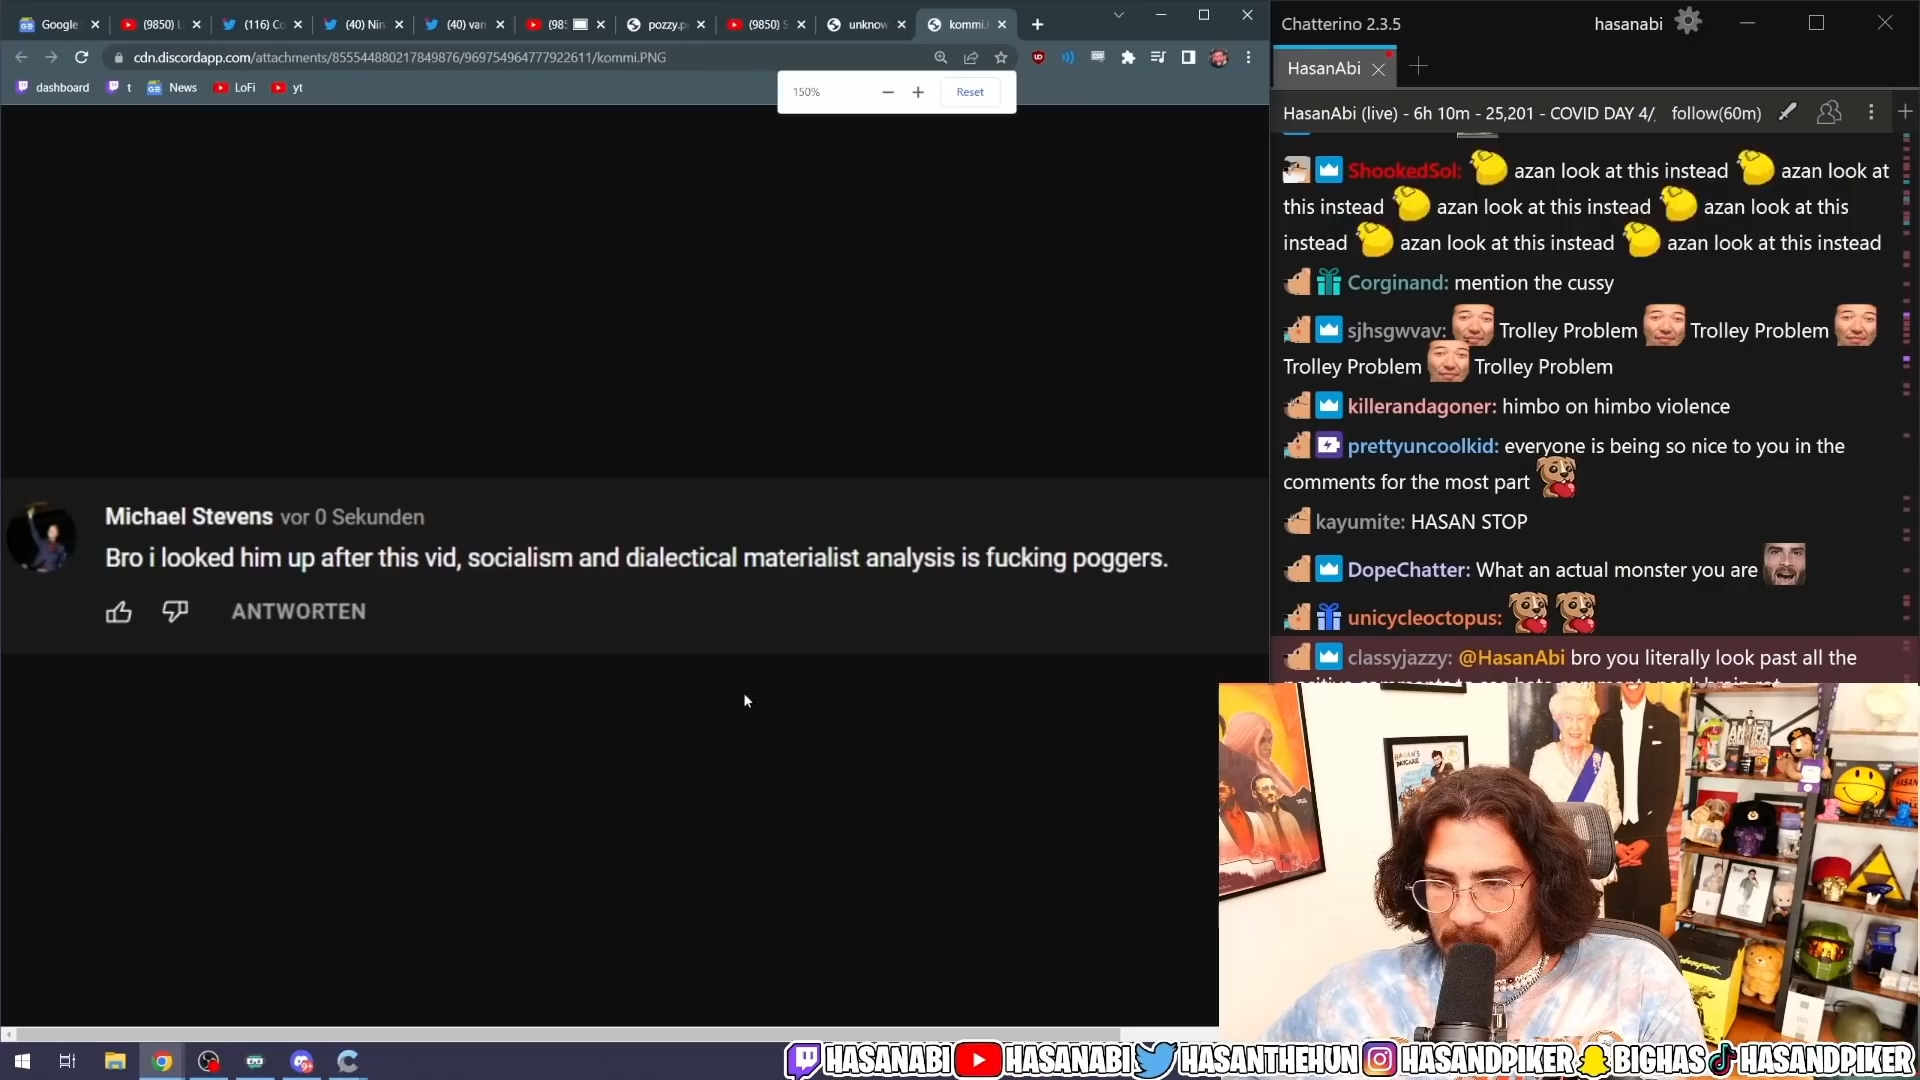 Google
(9850) L
(116) Co
(40) Nin
(40) van
(985
pozzy.p
(9850) S
unknow
kommi.
cdn.discordapp.com/attachments/855544880217849876/969754964777922611/kommi.PNG
dashboard
t
News
LoFi
yt
150%
Reset
Michael Stevens vor 0 Sekunden
Bro i looked him up after this vid, socialism and dialectical materialist analysis is fucking poggers.
ANTWORTEN
Chatterino 2.3.5
hasanabi
HasanAbi
HasanAbi (live) - 6h 10m - 25,201 - COVID DAY 4/
follow(60m)
ShookedSol: azan look at this instead azan look at
this instead azan look at this instead azan look at this
instead azan look at this instead azan look at this instead
Corginand: mention the cussy
sjhsgwvav: Trolley Problem Trolley Problem
Trolley Problem Trolley Problem
killerandagoner: himbo on himbo violence
prettyuncoolkid: everyone is being so nice to you in the
comments for the most part
kayumite: HASAN STOP
DopeChatter: What an actual monster you are
unicycleoctopus:
classyjazzy: @HasanAbi bro you literally look past all the
HASANABI HASANABI HASANTHEHUN HASANDPIKER BIGHAS HASANDPIKER